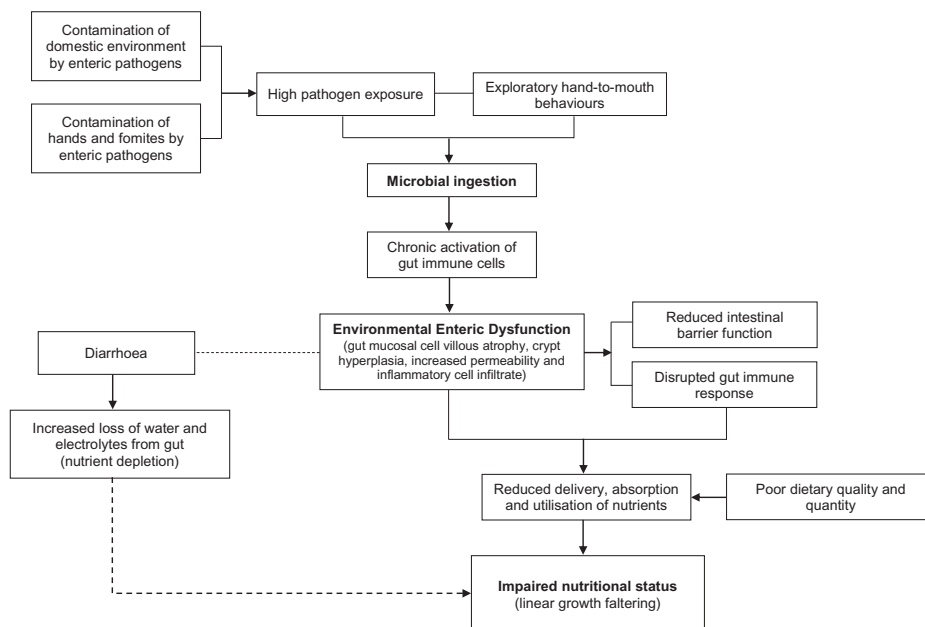 Contamination of
domestic environment
by enteric pathogens
High pathogen exposure
Exploratory hand-to-mouth
behaviours
Contamination of
hands and fomites by
enteric pathogens
Microbial ingestion
Chronic activation of
gut immune cells
Environmental Enteric Dysfunction
(gut mucosal cell villous atrophy, crypt
hyperplasia, increased permeability and
inflammatory cell infiltrate)
Reduced intestinal
barrier function
Diarrhoea
Disrupted gut immune
response
Increased loss of water and
electrolytes from gut
(nutrient depletion)
Reduced delivery, absorption
and utilisation of nutrients
Poor dietary quality and
quantity
Impaired nutritional status
(linear growth faltering)